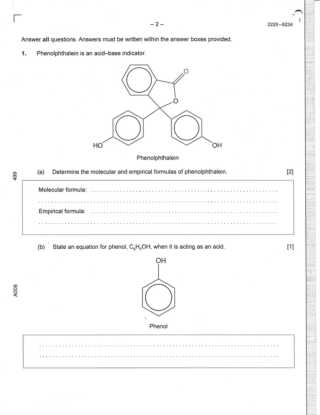 – 2 –
2225–6234
Answer all questions. Answers must be written within the answer boxes provided.
1. Phenolphthalein is an acid–base indicator.
O
O
HO
OH
Phenolphthalein
(a) Determine the molecular and empirical formulas of phenolphthalein. [2]
Molecular formula:
Empirical formula:
(b) State an equation for phenol, C₆H₅OH, when it is acting as an acid. [1]
OH
Phenol